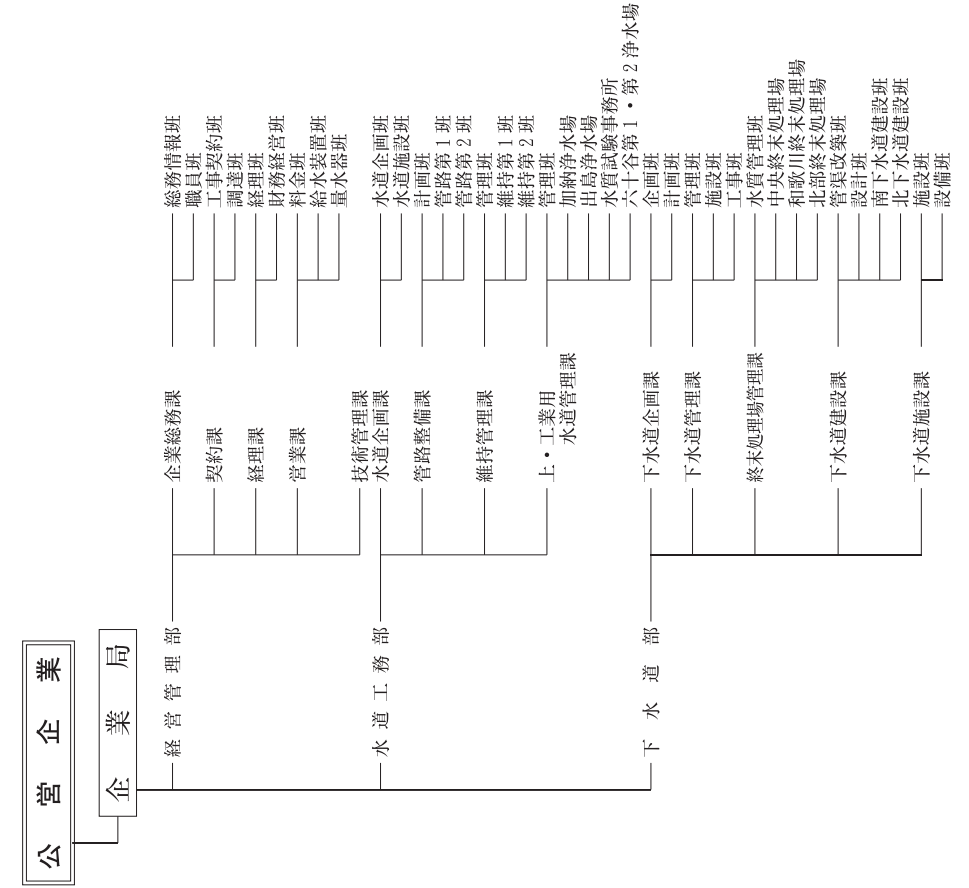 公営企業
企業局
経営管理部
企業総務課
総務情報班
職員班
契約課
工事契約班
調達班
経理課
経理班
財務経営班
営業課
料金班
給水装置班
量水器班
技術管理課
水道工務部
水道企画課
水道企画班
水道施設班
管路整備課
計画班
管路第1班
管路第2班
維持管理課
管理班
維持第1班
維持第2班
上・工業用
水道管理課
管理班
加納浄水場
出島浄水場
水質試験事務所
六十谷第1・第2浄水場
下水道部
下水道企画課
企画班
計画班
下水道管理課
管理班
施設班
工事班
終末処理場管理課
水質管理班
中央終末処理場
和歌川終末処理場
北部終末処理場
下水道建設課
管渠改築班
設計班
南下水道建設班
北下水道建設班
下水道施設課
施設班
設備班